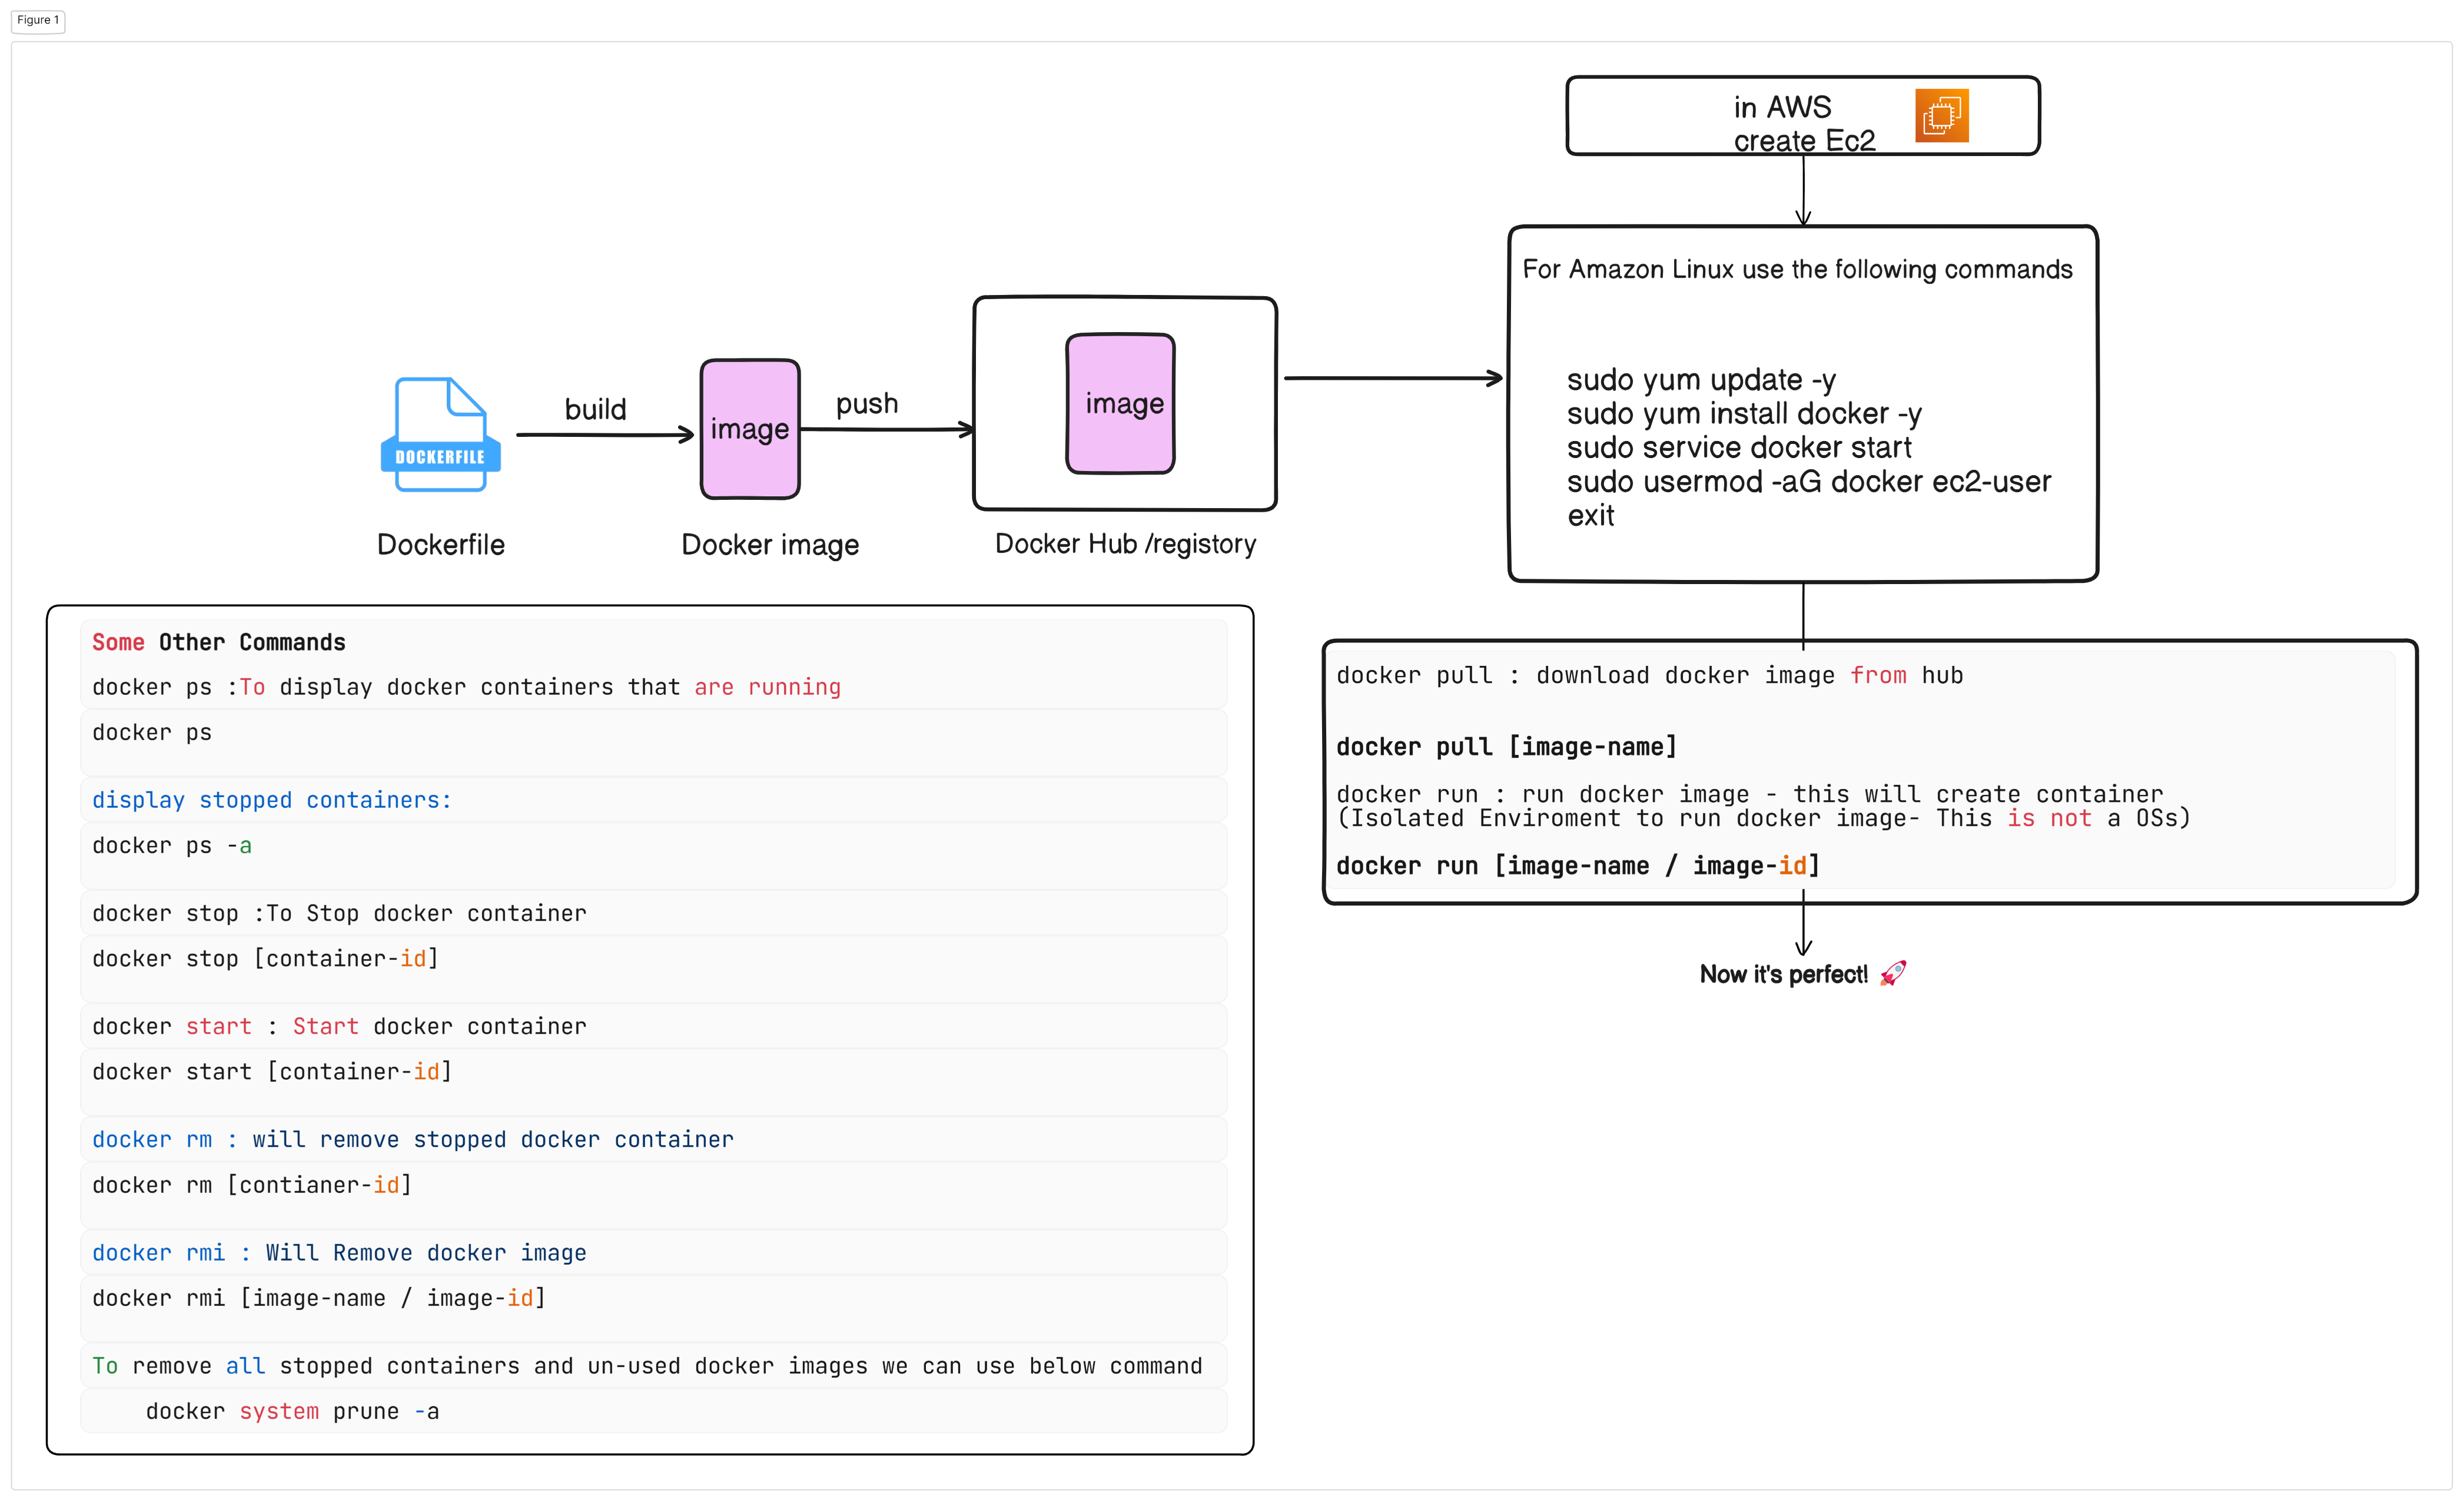 Figure 1
in AWS
create Ec2
For Amazon Linux use the following commands
sudo yum update -y
sudo yum install docker -y
sudo service docker start
sudo usermod -aG docker ec2-user
exit
build
image
push
image
DOCKERFILE
Dockerfile
Docker image
Docker Hub /registory
Some Other Commands
docker ps :To display docker containers that are running
docker ps
display stopped containers:
docker ps -a
docker stop :To Stop docker container
docker stop [container-id]
docker start : Start docker container
docker start [container-id]
docker rm : will remove stopped docker container
docker rm [contianer-id]
docker rmi : Will Remove docker image
docker rmi [image-name / image-id]
To remove all stopped containers and un-used docker images we can use below command
docker system prune -a
docker pull : download docker image from hub
docker pull [image-name]
docker run : run docker image - this will create container
(Isolated Enviroment to run docker image- This is not a OSs)
docker run [image-name / image-id]
Now it's perfect! 🚀